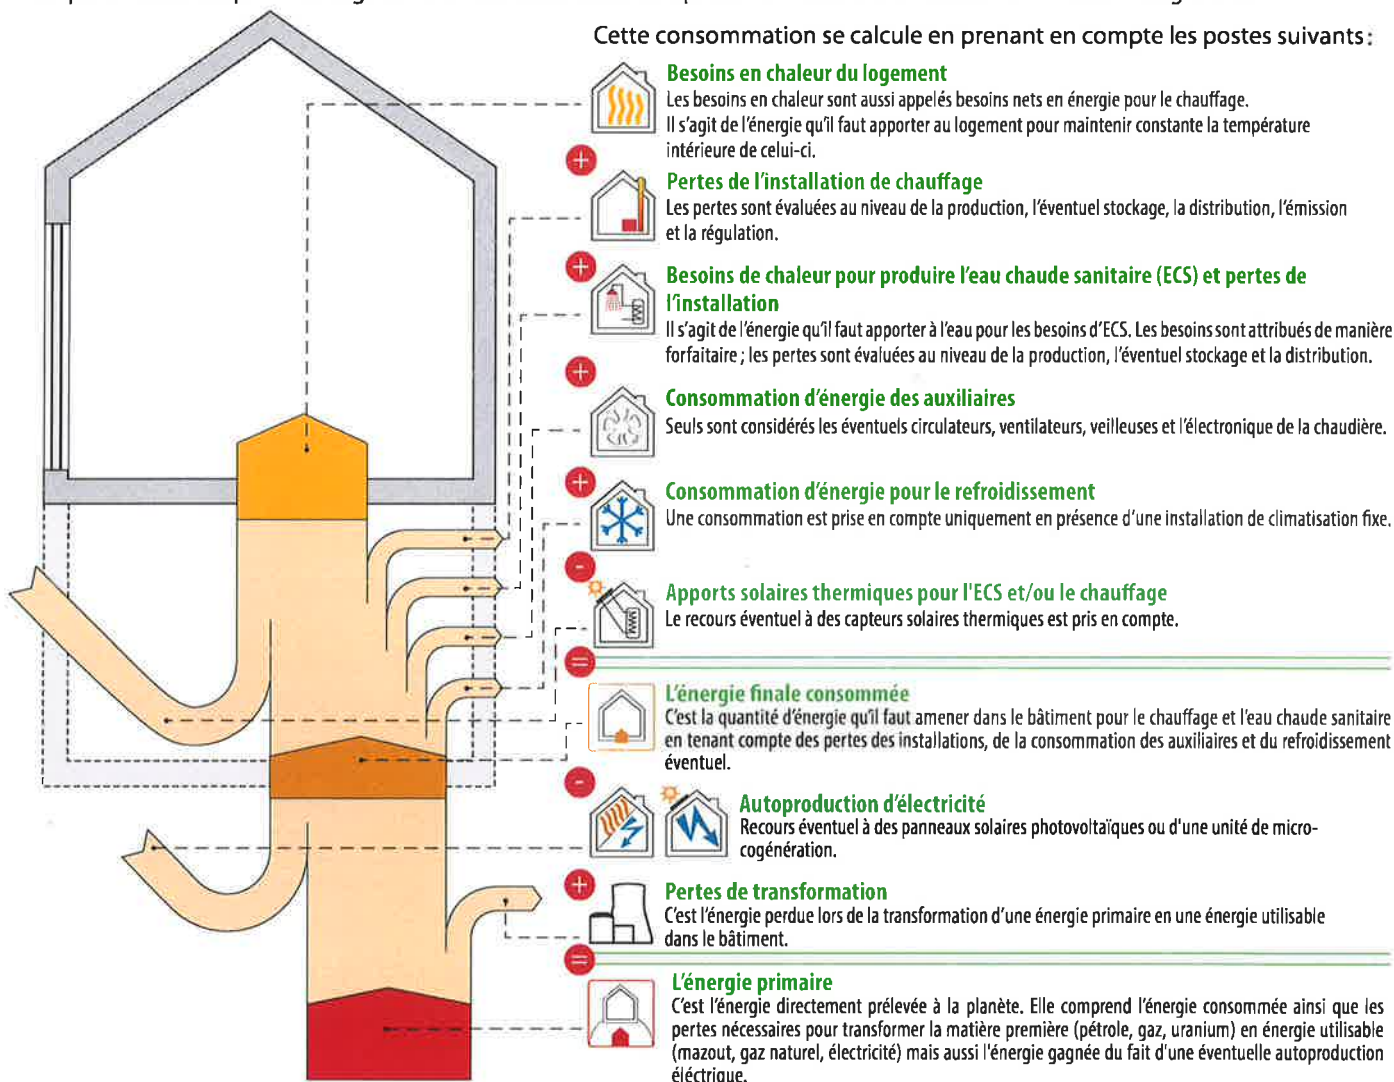 Cette consommation se calcule en prenant en compte les postes suivants :
Besoins en chaleur du logement
Les besoins en chaleur sont aussi appelés besoins nets en énergie pour le chauffage.
Il s'agit de l'énergie qu'il faut apporter au logement pour maintenir constante la température
intérieure de celui-ci.
+
Pertes de l'installation de chauffage
Les pertes sont évaluées au niveau de la production, l'éventuel stockage, la distribution, l'émission
et la régulation.
+
Besoins de chaleur pour produire l'eau chaude sanitaire (ECS) et pertes de
l'installation
Il s'agit de l'énergie qu'il faut apporter à l'eau pour les besoins d'ECS. Les besoins sont attribués de manière
forfaitaire ; les pertes sont évaluées au niveau de la production, l'éventuel stockage et la distribution.
+
Consommation d'énergie des auxiliaires
Seuls sont considérés les éventuels circulateurs, ventilateurs, veilleuses et l'électronique de la chaudière.
+
Consommation d'énergie pour le refroidissement
Une consommation est prise en compte uniquement en présence d'une installation de climatisation fixe.
-
Apports solaires thermiques pour l'ECS et/ou le chauffage
Le recours éventuel à des capteurs solaires thermiques est pris en compte.
=
L'énergie finale consommée
C'est la quantité d'énergie qu'il faut amener dans le bâtiment pour le chauffage et l'eau chaude sanitaire
en tenant compte des pertes des installations, de la consommation des auxiliaires et du refroidissement
éventuel.
-
Autoproduction d'électricité
Recours éventuel à des panneaux solaires photovoltaïques ou d'une unité de micro-
cogénération.
+
Pertes de transformation
C'est l'énergie perdue lors de la transformation d'une énergie primaire en une énergie utilisable
dans le bâtiment.
=
L'énergie primaire
C'est l'énergie directement prélevée à la planète. Elle comprend l'énergie consommée ainsi que les
pertes nécessaires pour transformer la matière première (pétrole, gaz, uranium) en énergie utilisable
(mazout, gaz naturel, électricité) mais aussi l'énergie gagnée du fait d'une éventuelle autoproduction
éléctrique.